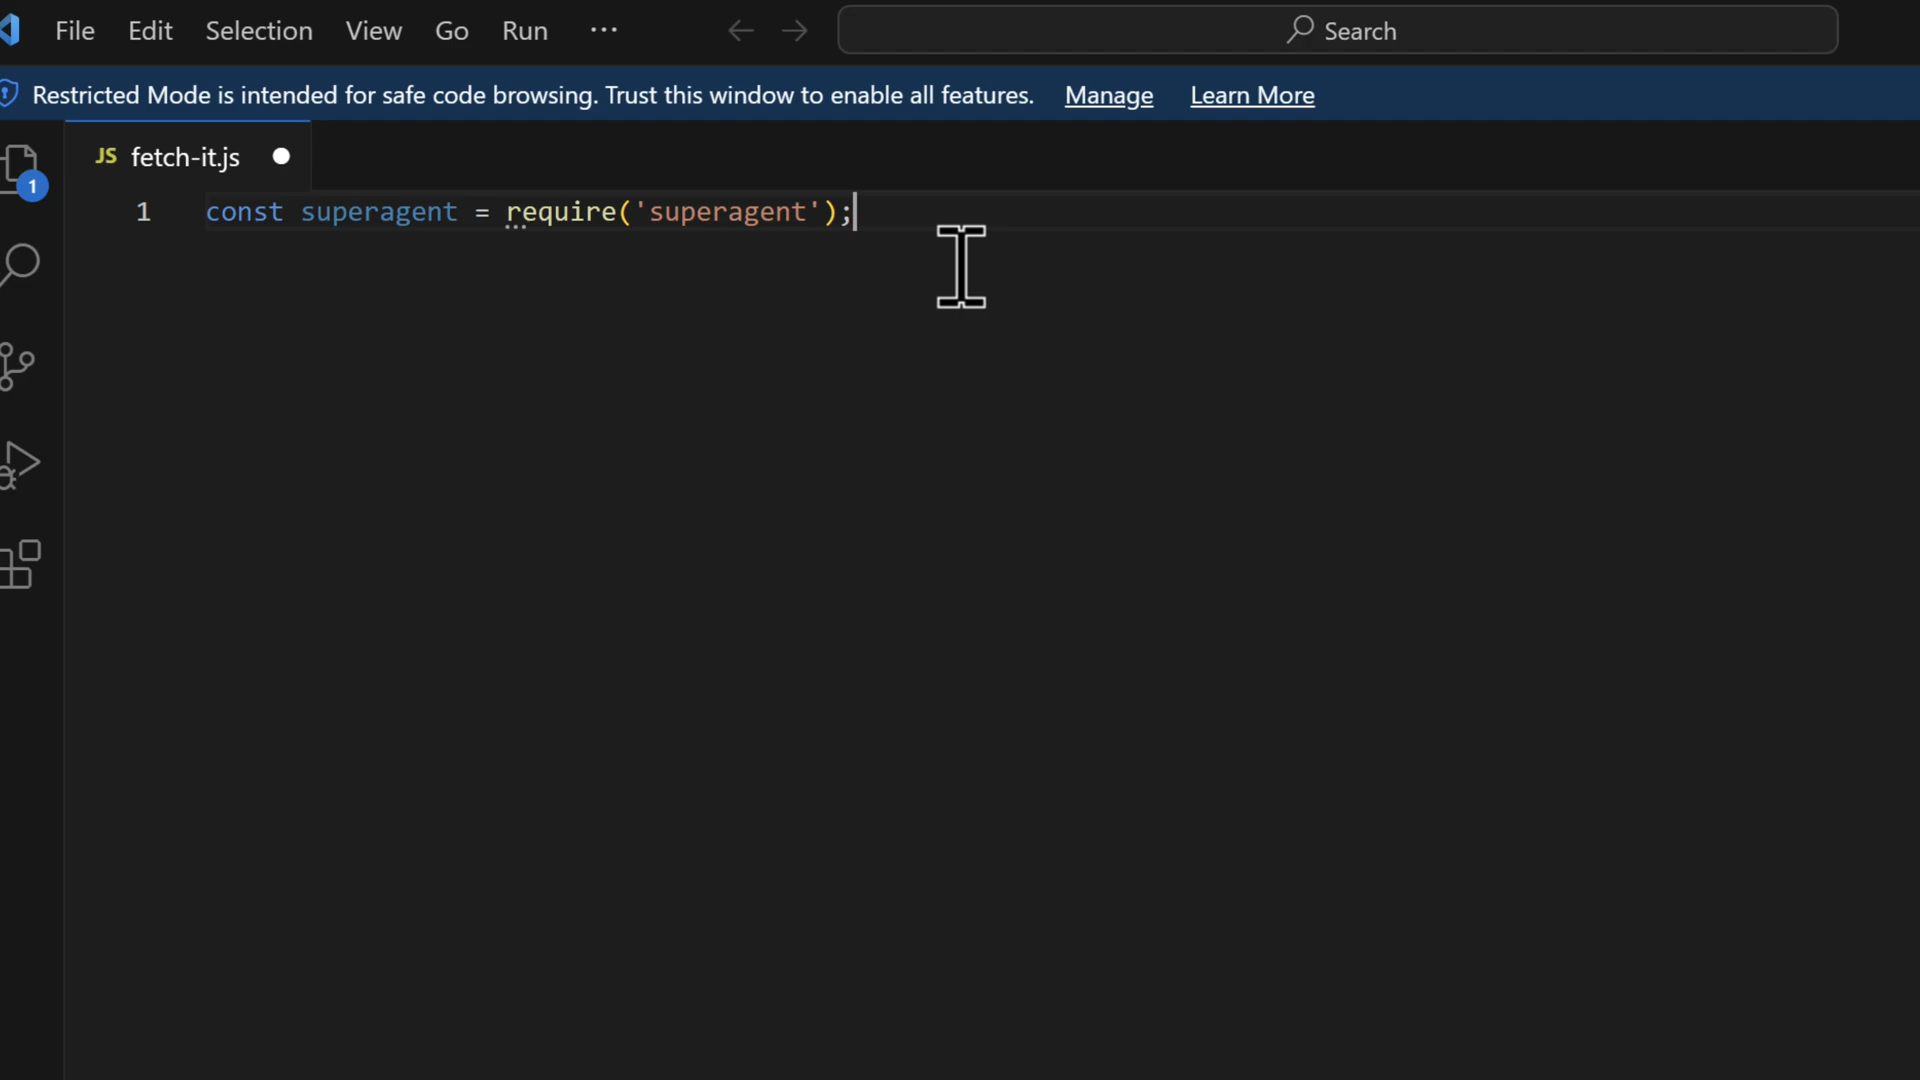 File Edit Selection View Go Run ··· Search
Restricted Mode is intended for safe code browsing. Trust this window to enable all features. Manage Learn More
JS fetch-it.js
1
1 const superagent = require('superagent');